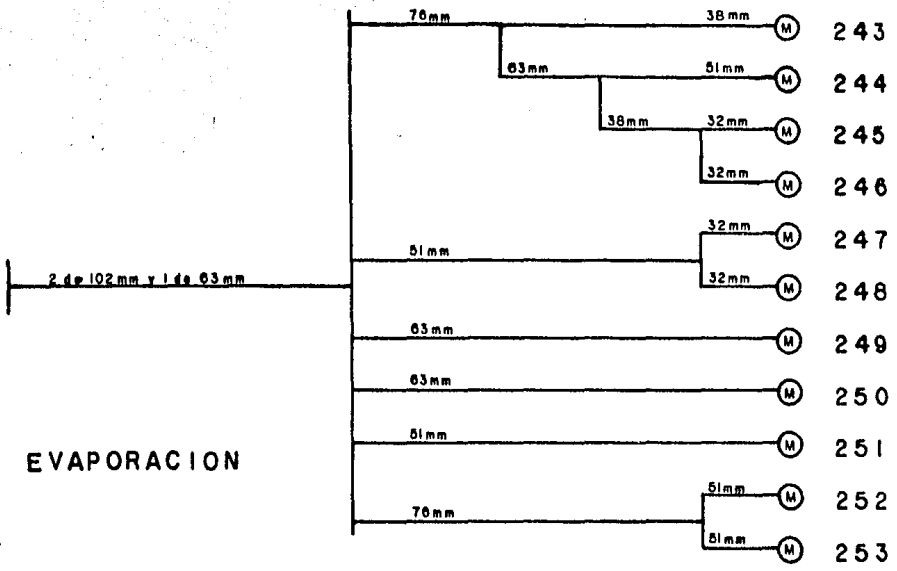 76mm 38mm M 243
63mm 51mm M 244
38mm 32mm M 245
32mm M 246
32mm M 247
51mm
32mm M 248
2 de 102mm y 1 de 63mm
63mm M 249
63mm M 250
51mm M 251
EVAPORACION
51mm M 252
76mm
51mm M 253